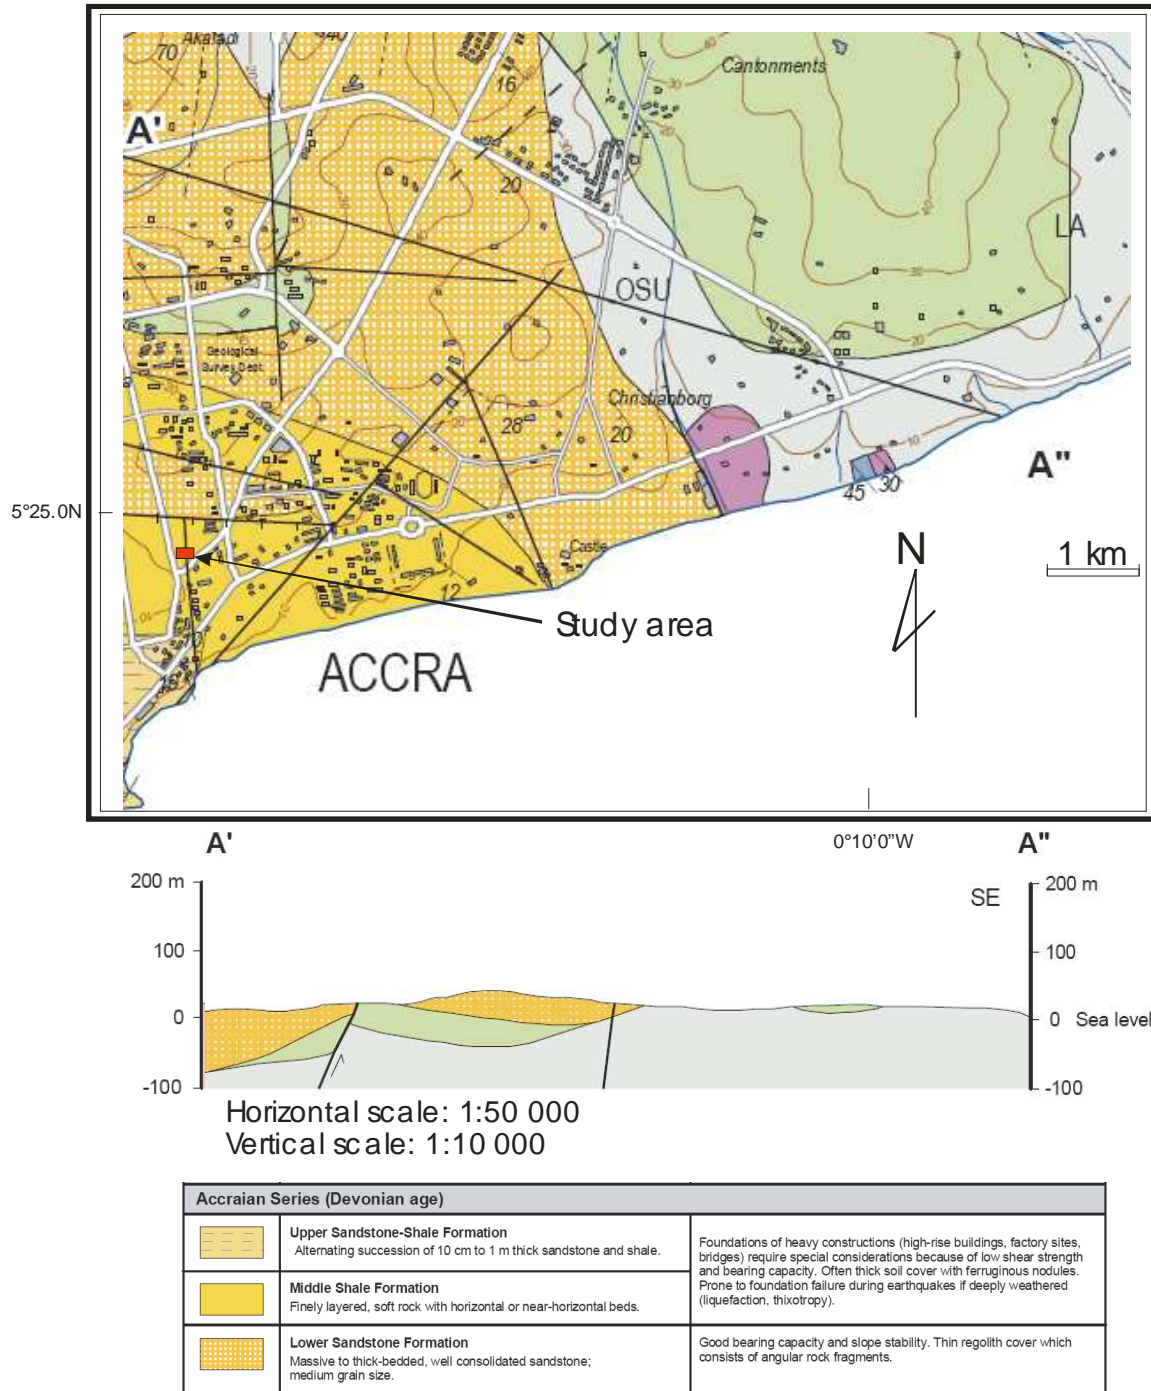 Akaladi
340
70
Cantonments
16
A'
20
LA
OSU
Geological
Survey Dept
Christianborg
28
20
A"
45
30
5°25.0N
N
1 km
Castle
12
Study area
ACCRA
A'
0°10'0"W
A"
200 m
SE
200 m
100
100
0
0 Sea level
-100
-100
Horizontal scale: 1:50 000
Vertical scale: 1:10 000
Accraian Series (Devonian age)
Upper Sandstone-Shale Formation
Alternating succession of 10 cm to 1 m thick sandstone and shale.
Foundations of heavy constructions (high-rise buildings, factory sites,
bridges) require special considerations because of low shear strength
and bearing capacity. Often thick soil cover with ferruginous nodules.
Prone to foundation failure during earthquakes if deeply weathered
(liquefaction, thixotropy).
Middle Shale Formation
Finely layered, soft rock with horizontal or near-horizontal beds.
Lower Sandstone Formation
Massive to thick-bedded, well consolidated sandstone;
medium grain size.
Good bearing capacity and slope stability. Thin regolith cover which
consists of angular rock fragments.